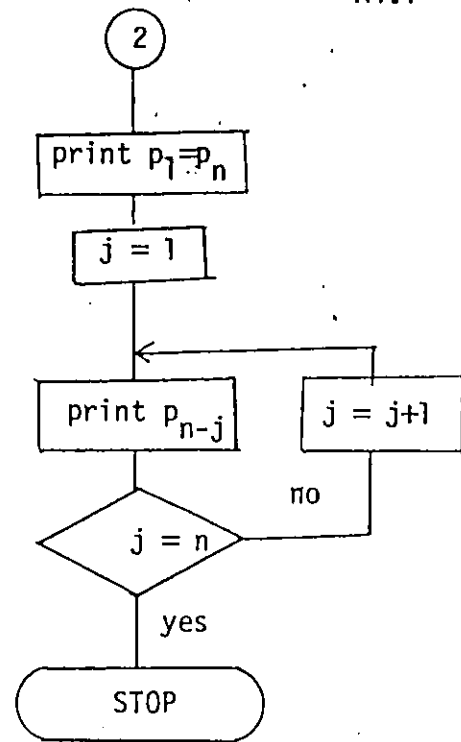 2
print p₁=pₙ
j = 1
print pₙ₋ⱼ
j = j+1
no
j = n
yes
STOP